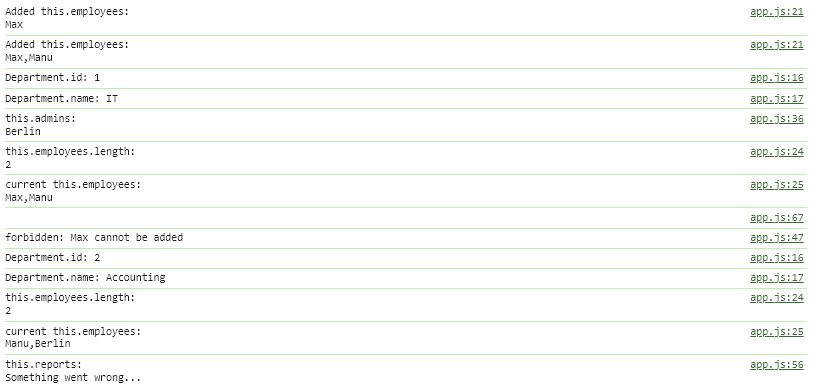 Added this.employees: app.js:21
Max
Added this.employees: app.js:21
Max,Manu
Department.id: 1 app.js:16
Department.name: IT app.js:17
this.admins: app.js:36
Berlin
this.employees.length: app.js:24
2
current this.employees: app.js:25
Max,Manu
app.js:67
forbidden: Max cannot be added app.js:47
Department.id: 2 app.js:16
Department.name: Accounting app.js:17
this.employees.length: app.js:24
2
current this.employees: app.js:25
Manu,Berlin
this.reports: app.js:56
Something went wrong...